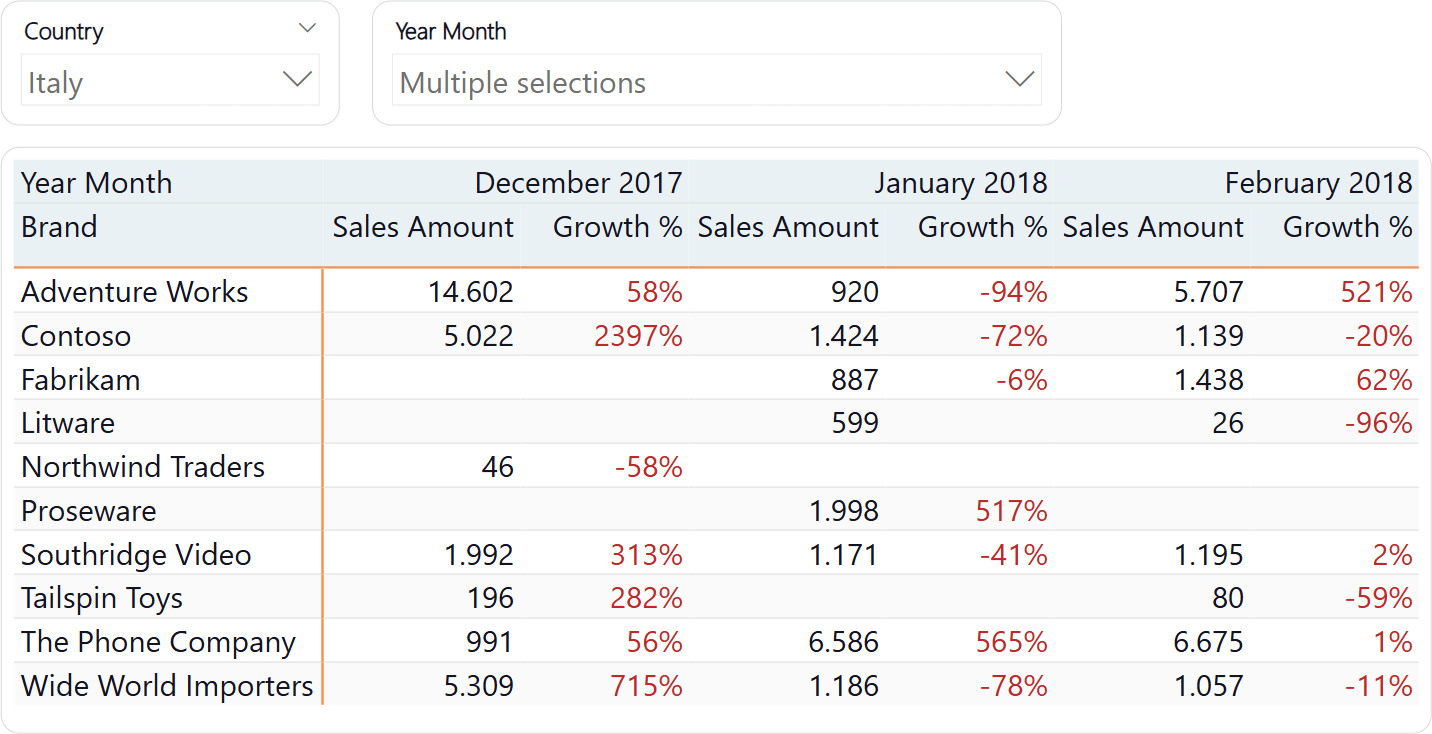 Country
Year Month
Italy
Multiple selections
Year Month December 2017 January 2018 February 2018
Brand Sales Amount Growth % Sales Amount Growth % Sales Amount Growth %
Adventure Works 14.602 58% 920 -94% 5.707 521%
Contoso 5.022 2397% 1.424 -72% 1.139 -20%
Fabrikam 887 -6% 1.438 62%
Litware 599 26 -96%
Northwind Traders 46 -58%
Proseware 1.998 517%
Southridge Video 1.992 313% 1.171 -41% 1.195 2%
Tailspin Toys 196 282% 80 -59%
The Phone Company 991 56% 6.586 565% 6.675 1%
Wide World Importers 5.309 715% 1.186 -78% 1.057 -11%